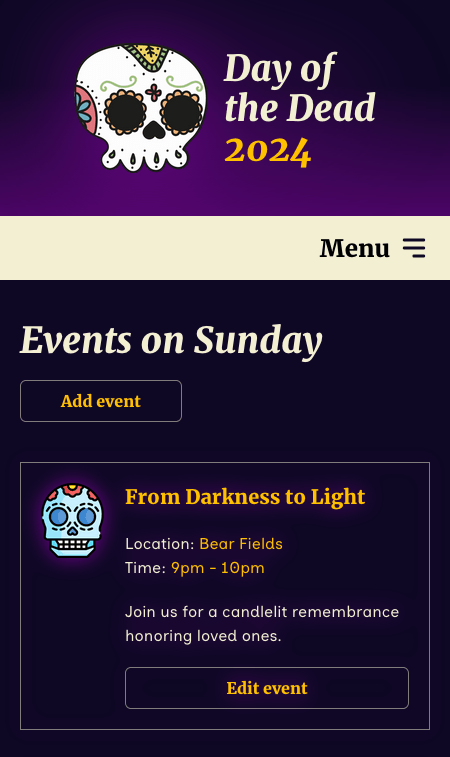 Day of
the Dead
2024
Menu
Events on Sunday
Add event
From Darkness to Light
Location: Bear Fields
Time: 9pm - 10pm
Join us for a candlelit remembrance
honoring loved ones.
Edit event